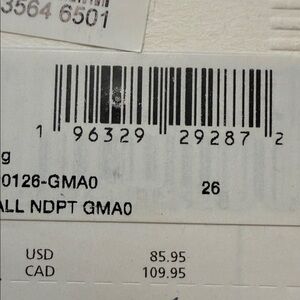 3564 6501
1 96329 29287 2
g
0126-GMA0 26
ALL NDPT GMA0
USD 85.95
CAD 109.95